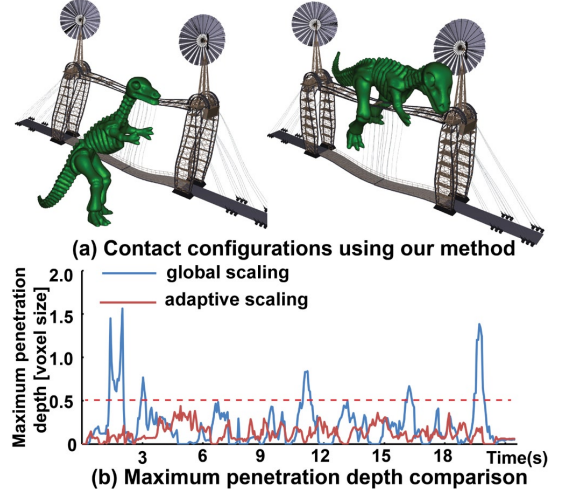 (a) Contact configurations using our method
global scaling
adaptive scaling
Maximum penetration
depth [voxel size]
2.0
1.5
1.0
0.5
0
3
6
9
12
15
18
Time(s)
(b) Maximum penetration depth comparison